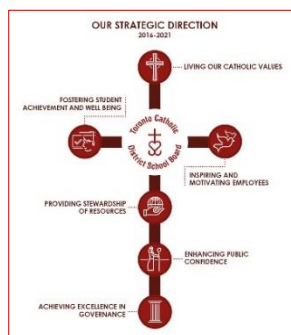 OUR STRATEGIC DIRECTION
2016-2021
LIVING OUR CATHOLIC VALUES
FOSTERING STUDENT
ACHIEVEMENT AND WELL BEING
Toronto Catholic
District School Board
INSPIRING AND
MOTIVATING EMPLOYEES
PROVIDING STEWARDSHIP
OF RESOURCES
ENHANCING PUBLIC
CONFIDENCE
ACHIEVING EXCELLENCE IN
GOVERNANCE